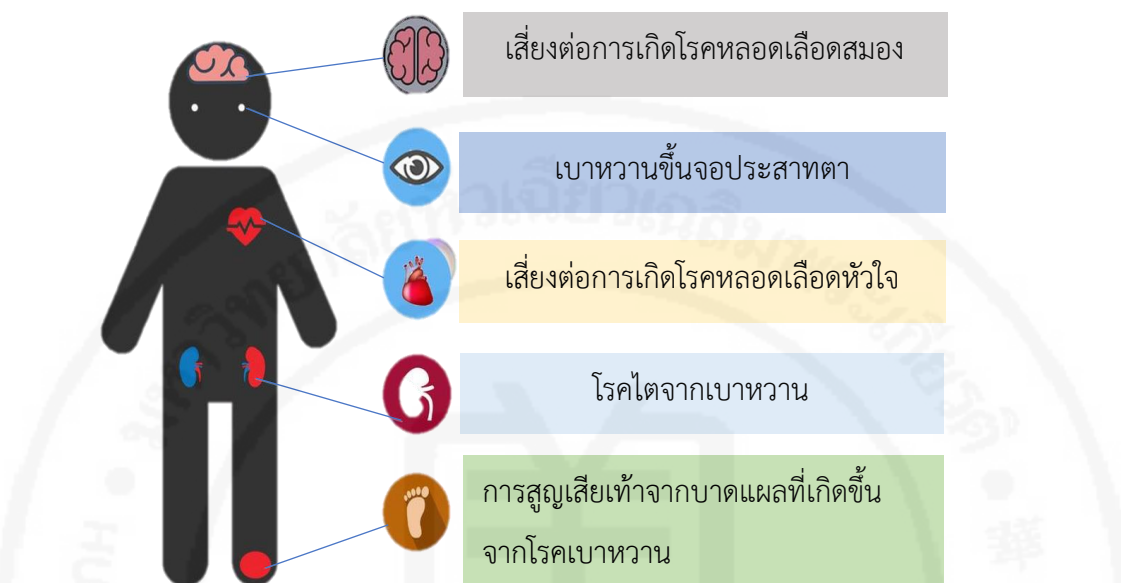 เสี่ยงต่อการเกิดโรคหลอดเลือดสมอง
เบาหวานขึ้นจอประสาทตา
เสี่ยงต่อการเกิดโรคหลอดเลือดหัวใจ
โรคไตจากเบาหวาน
การสูญเสียเท้าจากบาดแผลที่เกิดขึ้น
จากโรคเบาหวาน